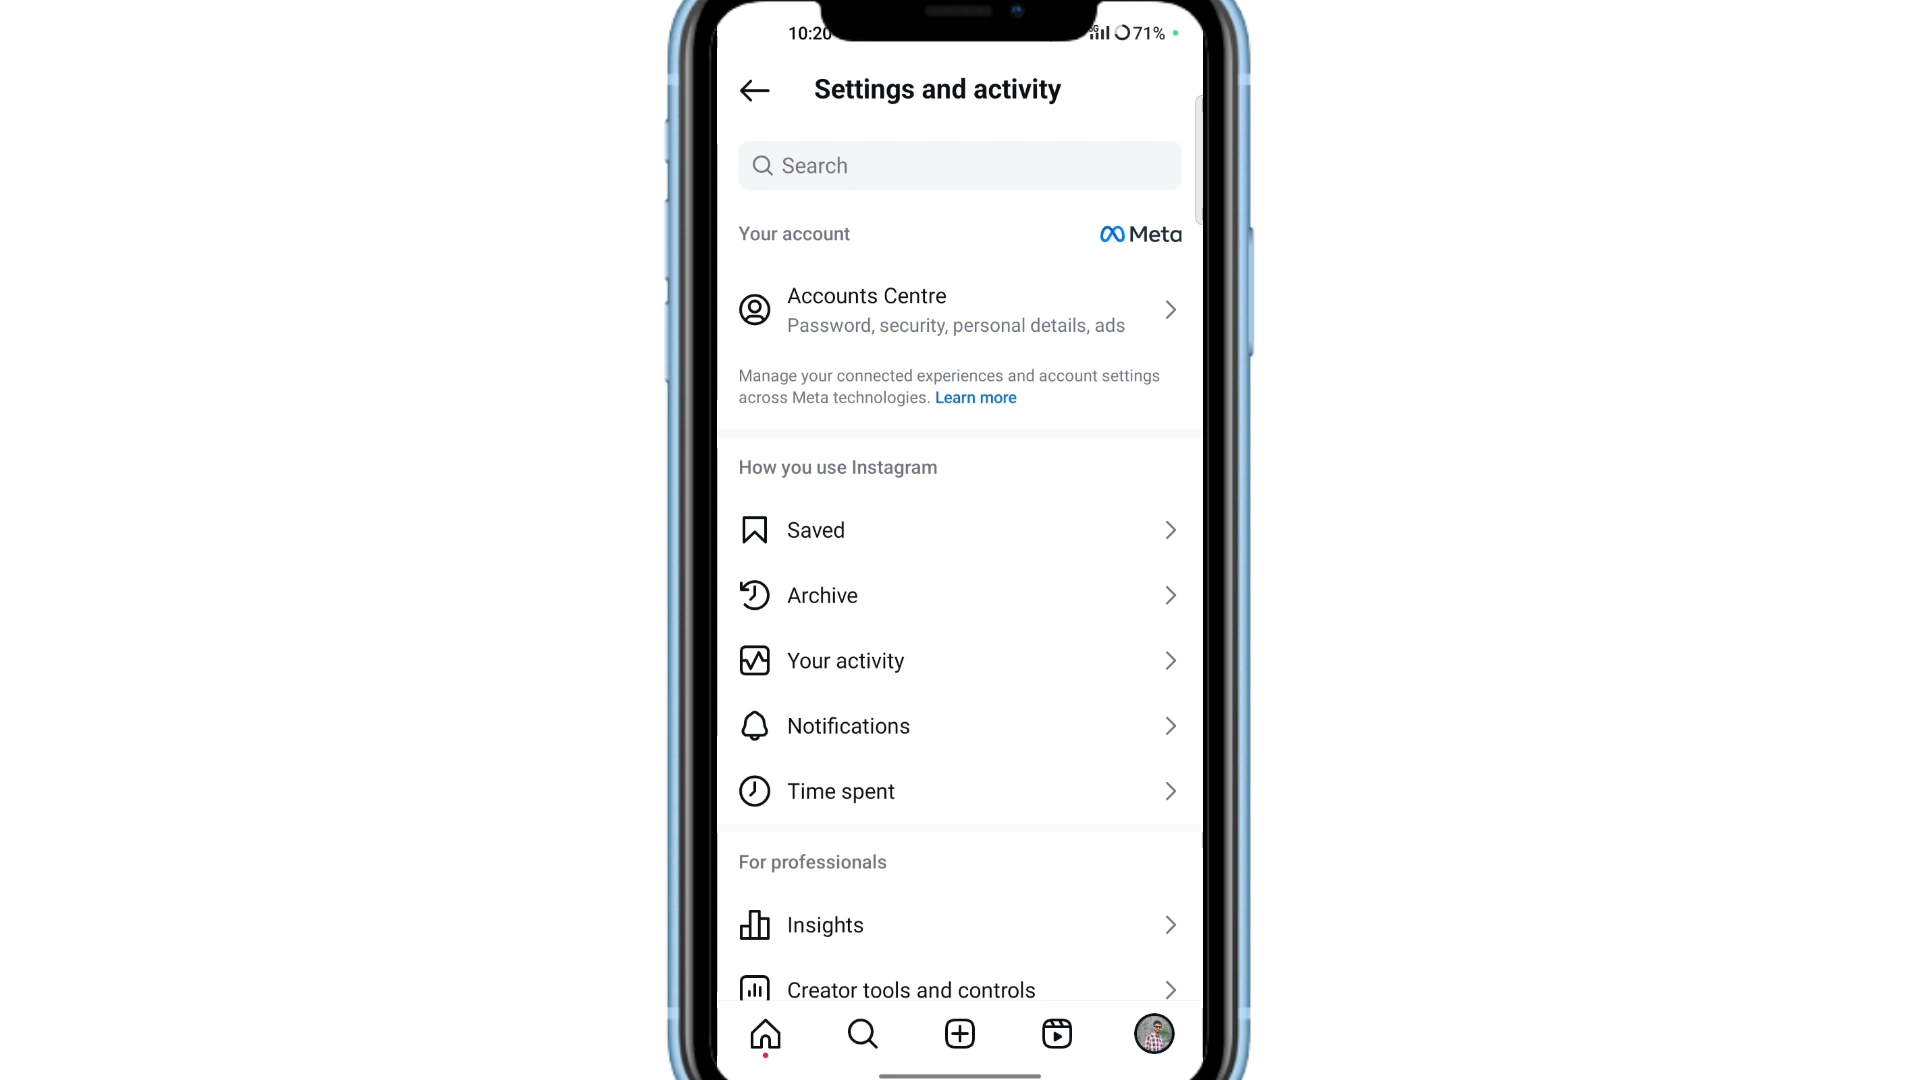 10:20
5G 71%
Settings and activity
Search
Your account
Meta
Accounts Centre
Password, security, personal details, ads
Manage your connected experiences and account settings
across Meta technologies. Learn more
How you use Instagram
Saved
Archive
Your activity
Notifications
Time spent
For professionals
Insights
Creator tools and controls